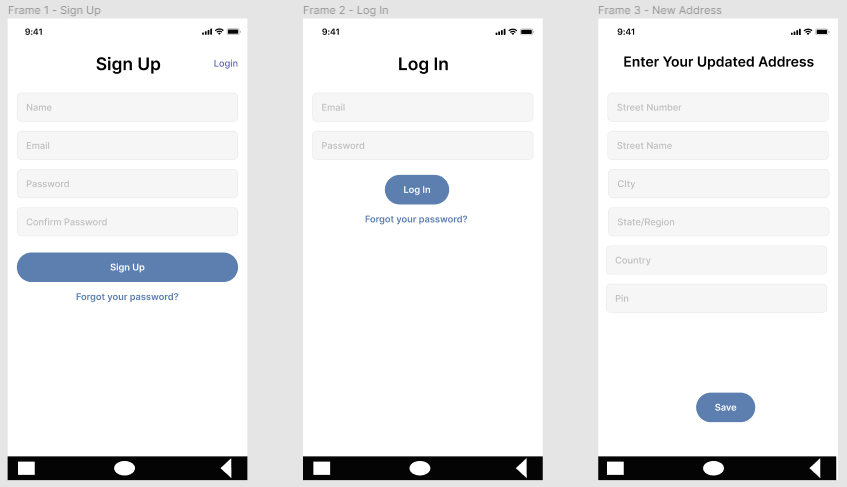 Frame 1 - Sign Up
9:41
Sign Up
Login
Name
Email
Password
Confirm Password
Sign Up
Forgot your password?
Frame 2 - Log In
9:41
Log In
Email
Password
Log In
Forgot your password?
Frame 3 - New Address
9:41
Enter Your Updated Address
Street Number
Street Name
CIty
State/Region
Country
Pin
Save